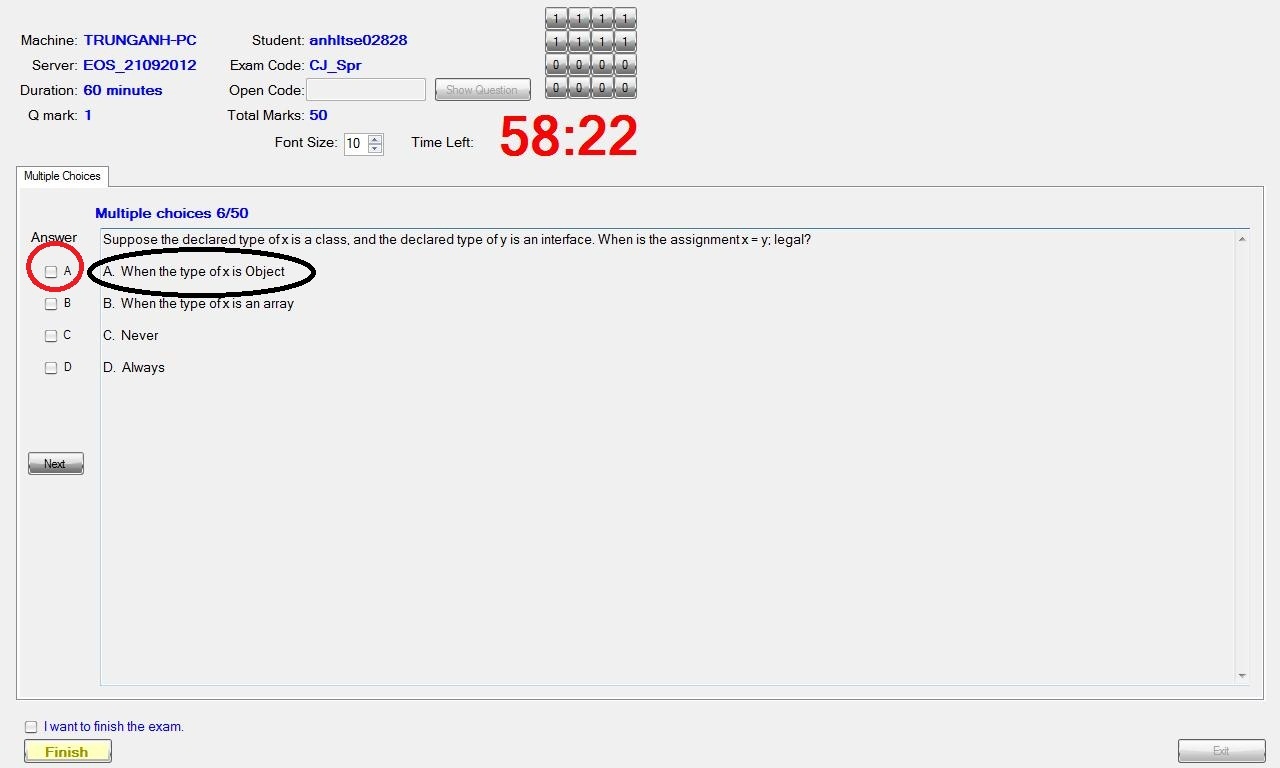 Machine: TRUNGANH-PC Student: anhltse02828
Server: EOS_21092012 Exam Code: CJ_Spr
Duration: 60 minutes Open Code: Show Question
Q mark: 1 Total Marks: 50
1 1 1 1
1 1 1 1
0 0 0 0
0 0 0 0
Font Size: 10 Time Left: 58:22
Multiple Choices
Multiple choices 6/50
Answer
Suppose the declared type of x is a class, and the declared type of y is an interface. When is the assignment x = y; legal?
A A. When the type of x is Object
B B. When the type of x is an array
C C. Never
D D. Always
Next
I want to finish the exam.
Finish
Exit